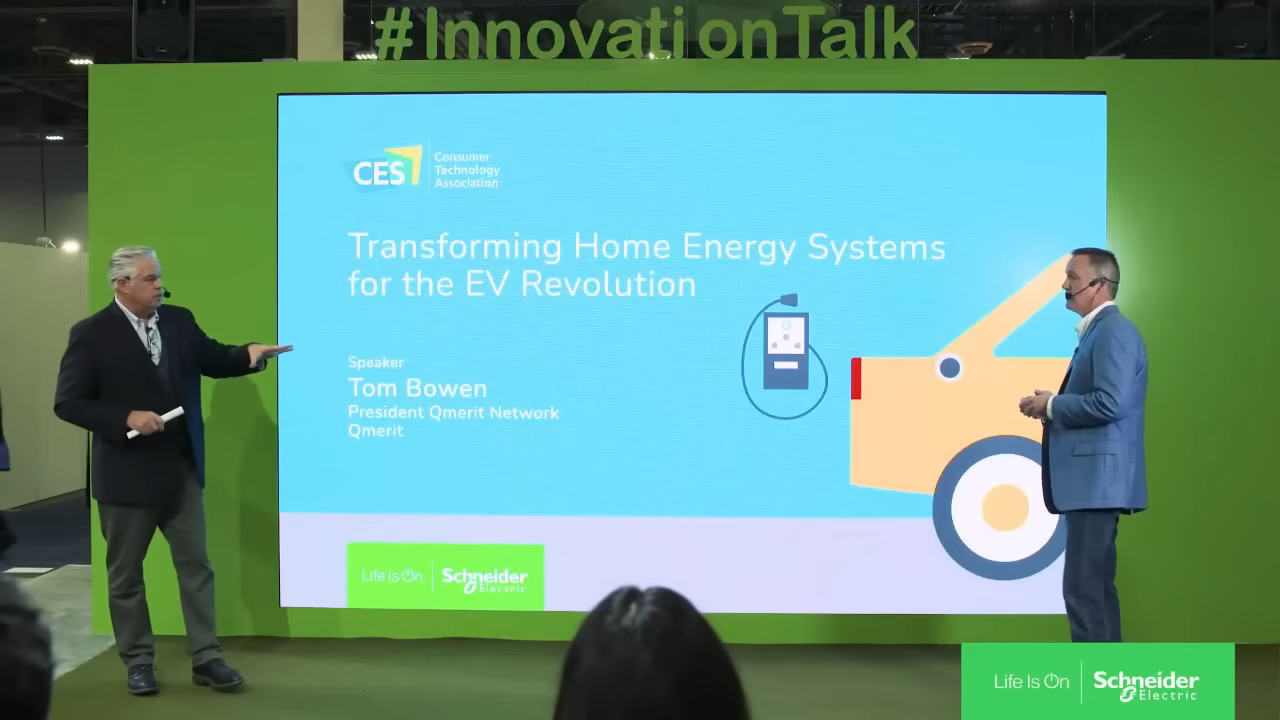 #InnovationTalk
CES
Consumer
Technology
Association
Transforming Home Energy Systems
for the EV Revolution
Speaker
Tom Bowen
President Qmerit Network
Qmerit
Life Is On
Schneider
Electric
Life Is On
Schneider
Electric